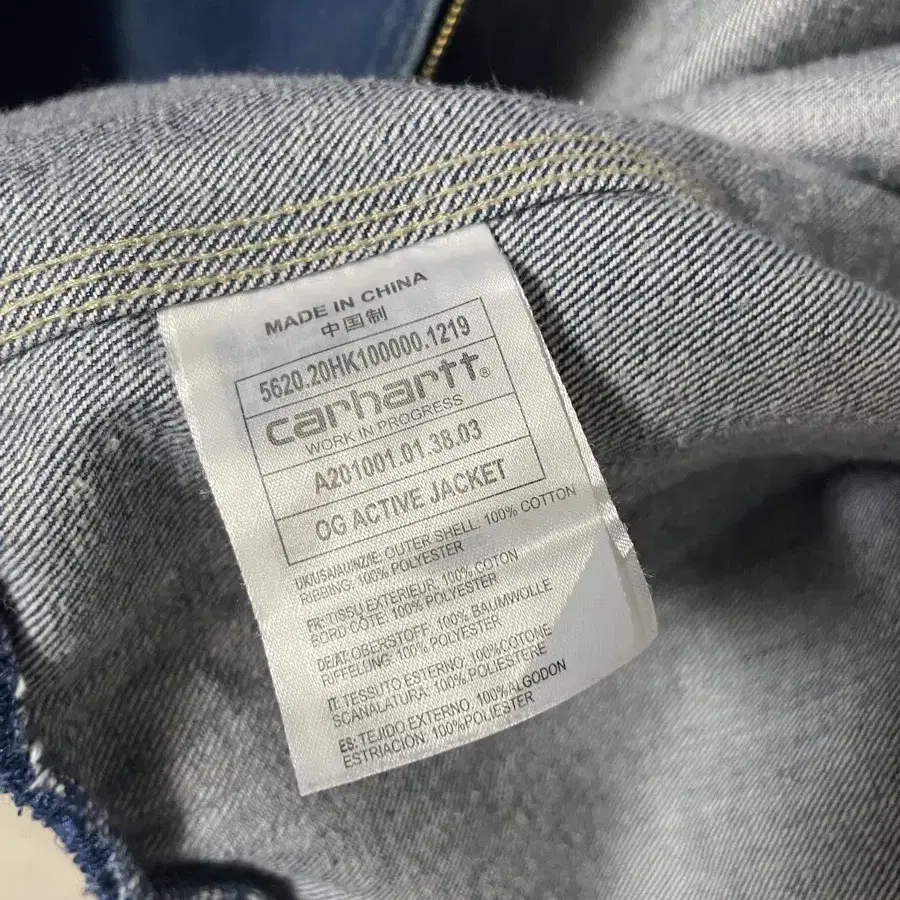 MADE IN CHINA
中国制
5620.20HK100000.1219
carhartt®
WORK IN PROGRESS
A201001.01.38.03
OG ACTIVE JACKET
UK/USA/AU/NZ/IE, OUTER SHELL: 100% COTTON
RIBBING: 100% POLYESTER
FR: TISSU EXTERIEUR, 100% COTON
BORD COTE: 100% POLYESTER
DE/AT, OBERSTOFF: 100% BAUMWOLLE
RIFFELUNG: 100% POLYESTER
IT: TESSUTO ESTERNO, 100%COTONE
SCANALATURA: 100% POLIESTERE
ES: TEJIDO EXTERNO, 100%ALGODON
ESTRIACIÓN: 100%POLIESTER